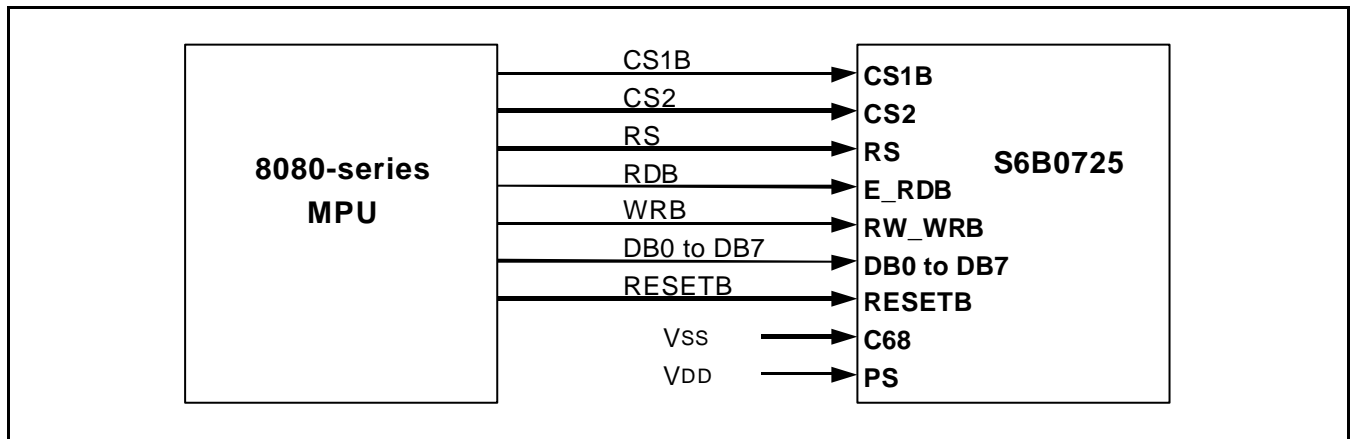 8080-series
MPU
CS1B
CS2
RS
RDB
WRB
DB0 to DB7
RESETB
VSS
VDD
CS1B
CS2
RS
E_RDB
RW_WRB
DB0 to DB7
RESETB
C68
PS
S6B0725